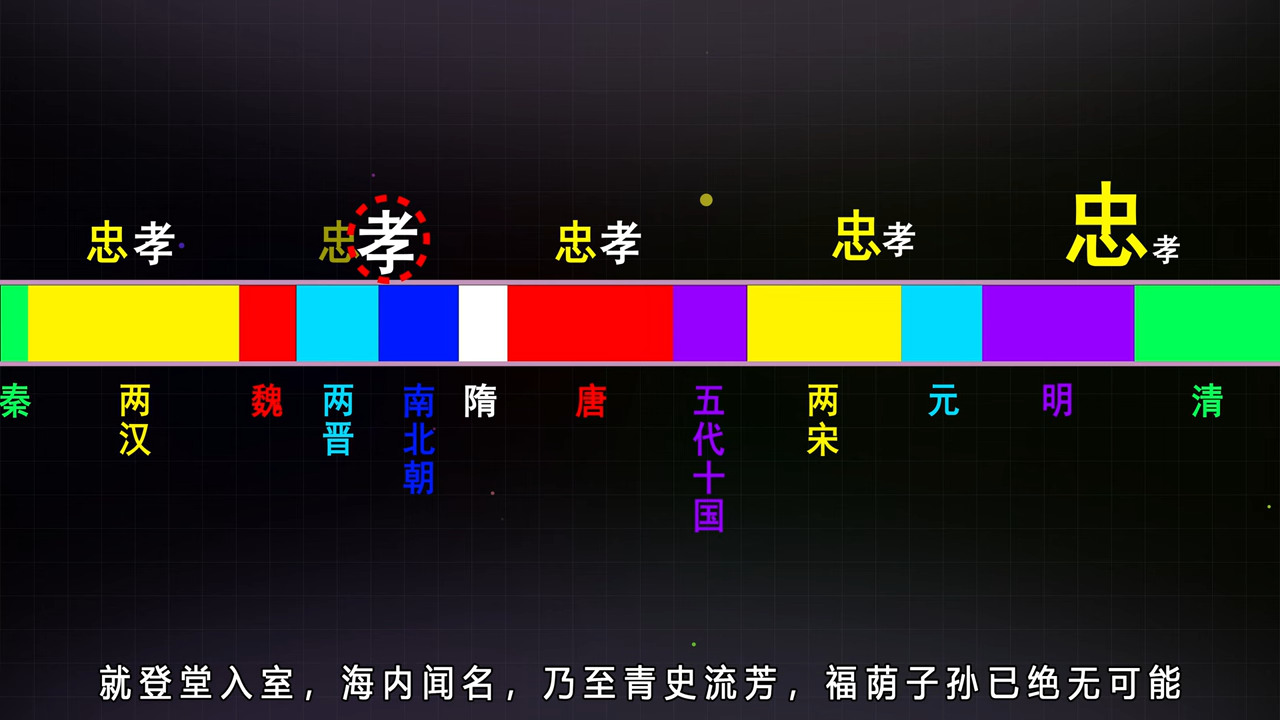 忠孝
忠孝
忠孝
忠孝
忠孝
秦
两汉
魏
两晋
南北朝
隋
唐
五代十国
两宋
元
明
清
就登堂入室，海内闻名，乃至青史流芳，福荫子孙已绝无可能